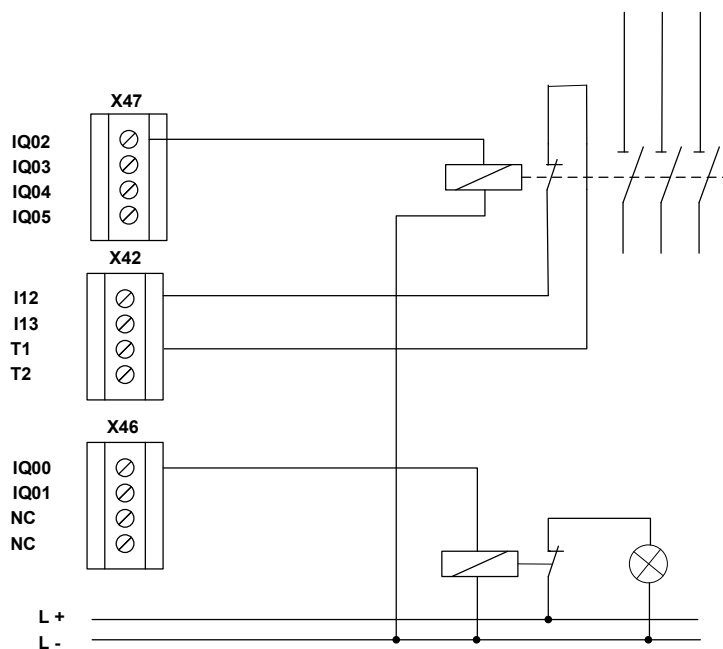 X47
IQ02
IQ03
IQ04
IQ05
X42
I12
I13
T1
T2
X46
IQ00
IQ01
NC
NC
L +
L -